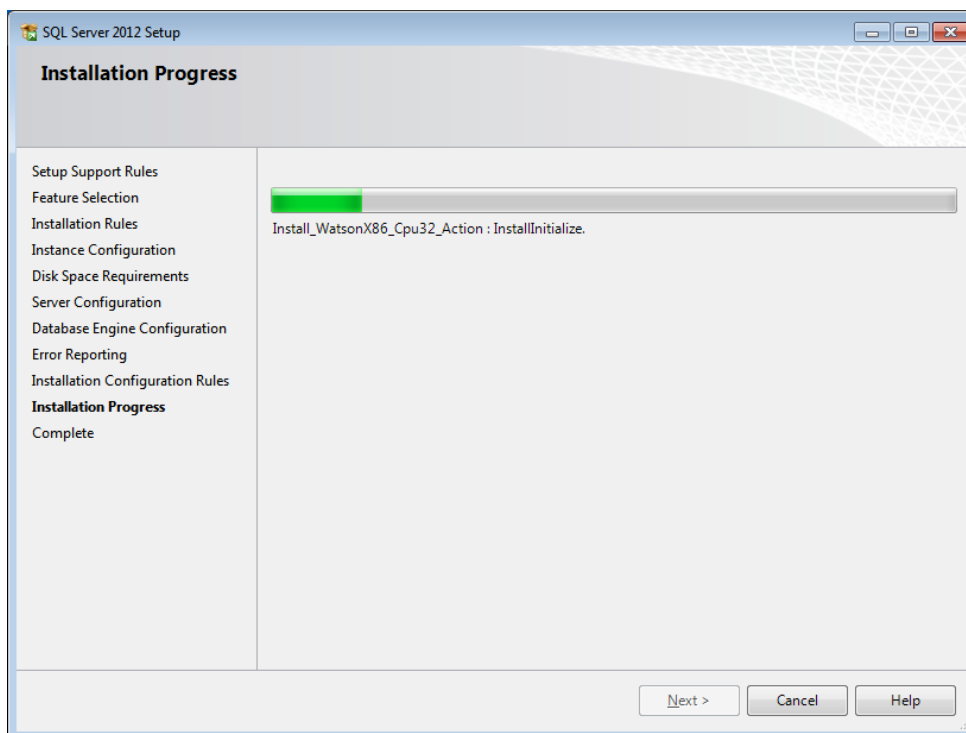 SQL Server 2012 Setup
Installation Progress
Setup Support Rules
Feature Selection
Installation Rules
Instance Configuration
Disk Space Requirements
Server Configuration
Database Engine Configuration
Error Reporting
Installation Configuration Rules
Installation Progress
Complete
Install_WatsonX86_Cpu32_Action : InstallInitialize.
Next >
Cancel
Help